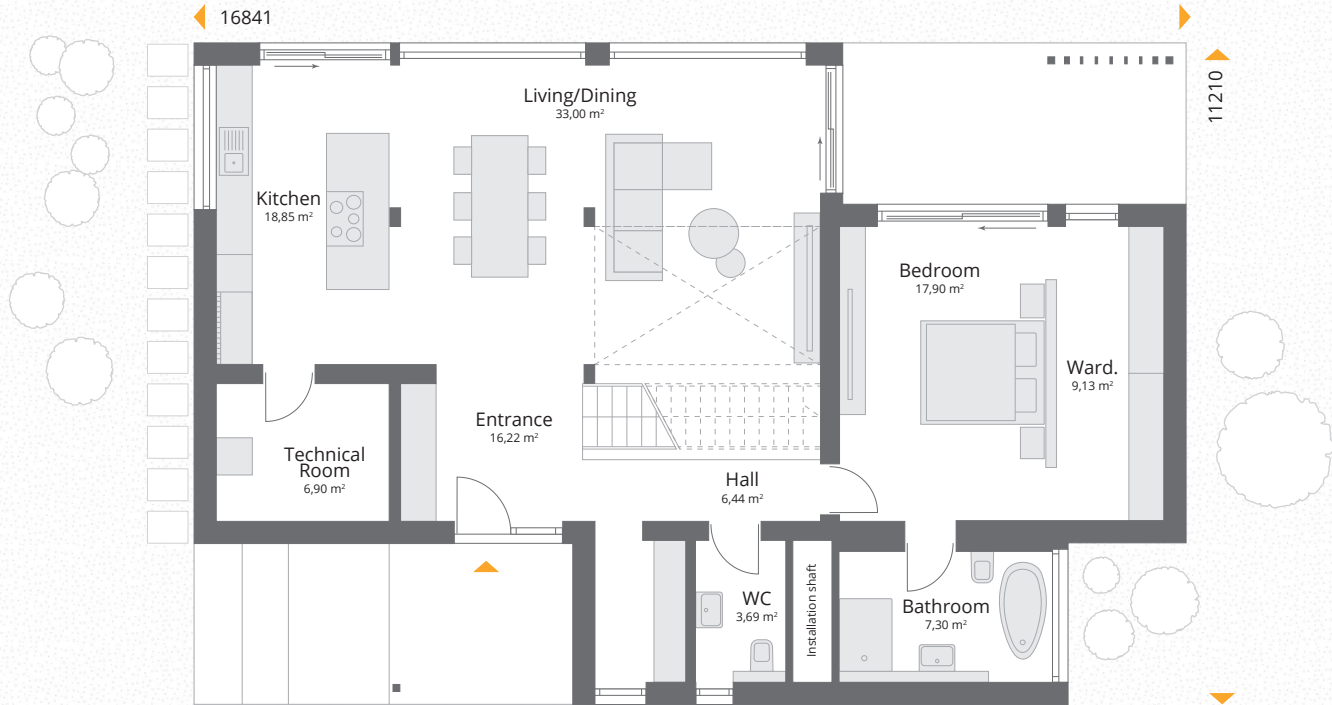 16841
11210
Living/Dining
33,00 m²
Kitchen
18,85 m²
Bedroom
17,90 m²
Ward.
9,13 m²
Entrance
16,22 m²
Technical
Room
6,90 m²
Hall
6,44 m²
WC
3,69 m²
Installation shaft
Bathroom
7,30 m²